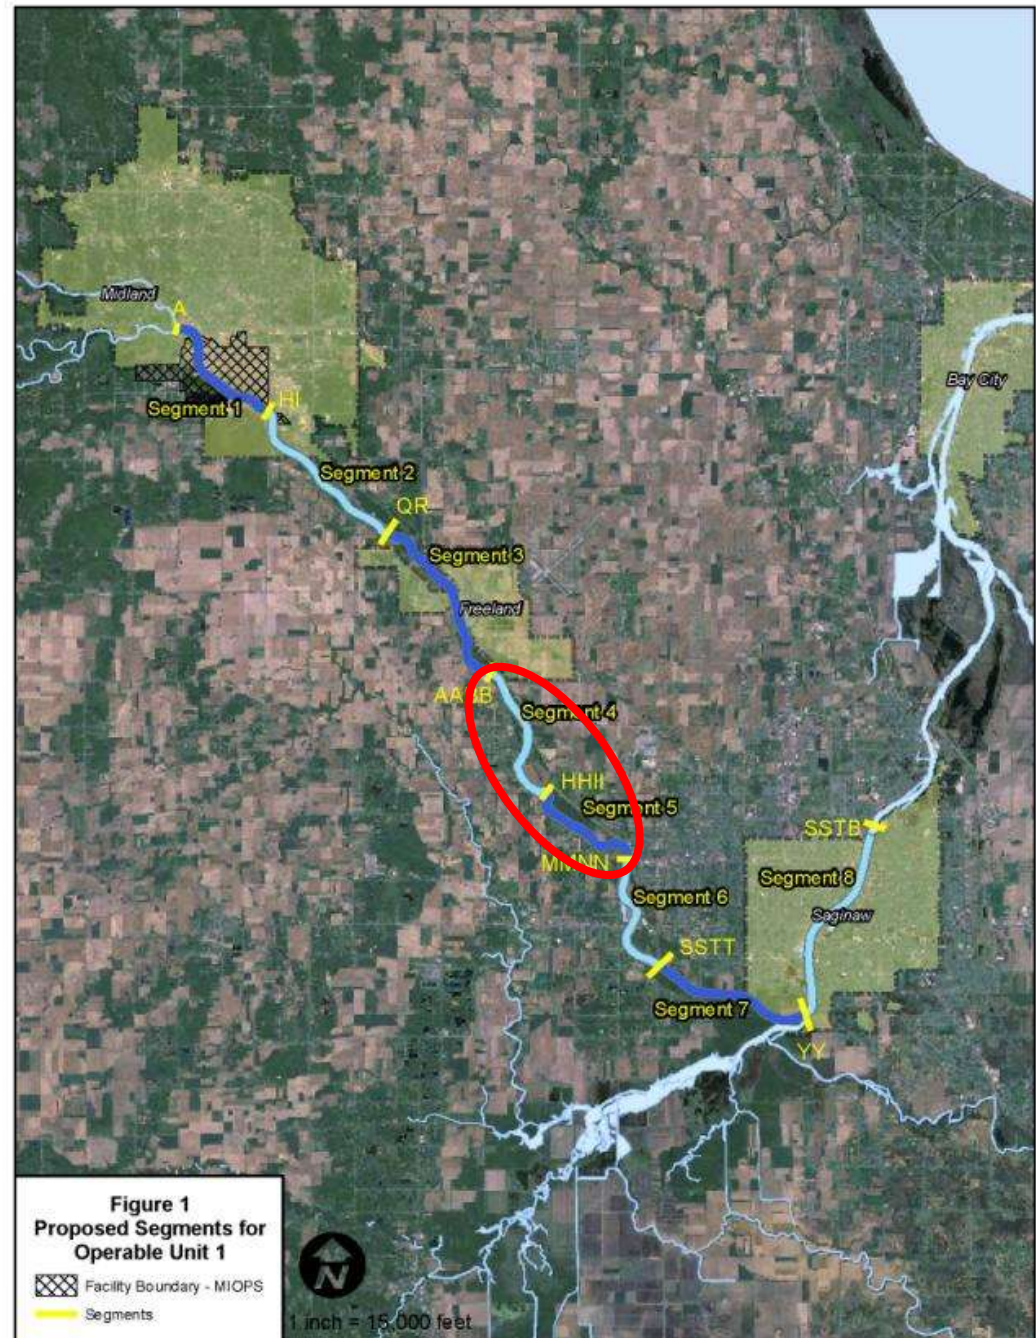 Midland
A
Segment 1
HI
Segment 2
QR
Segment 3
Freeland
Bay City
AABB
Segment 4
HHII
Segment 5
MMNN
Segment 6
SSTT
Segment 7
YY
Segment 8
SSTB
Saginaw
Figure 1
Proposed Segments for
Operable Unit 1
Facility Boundary - MIOPS
Segments
N
1 inch = 15,000 feet